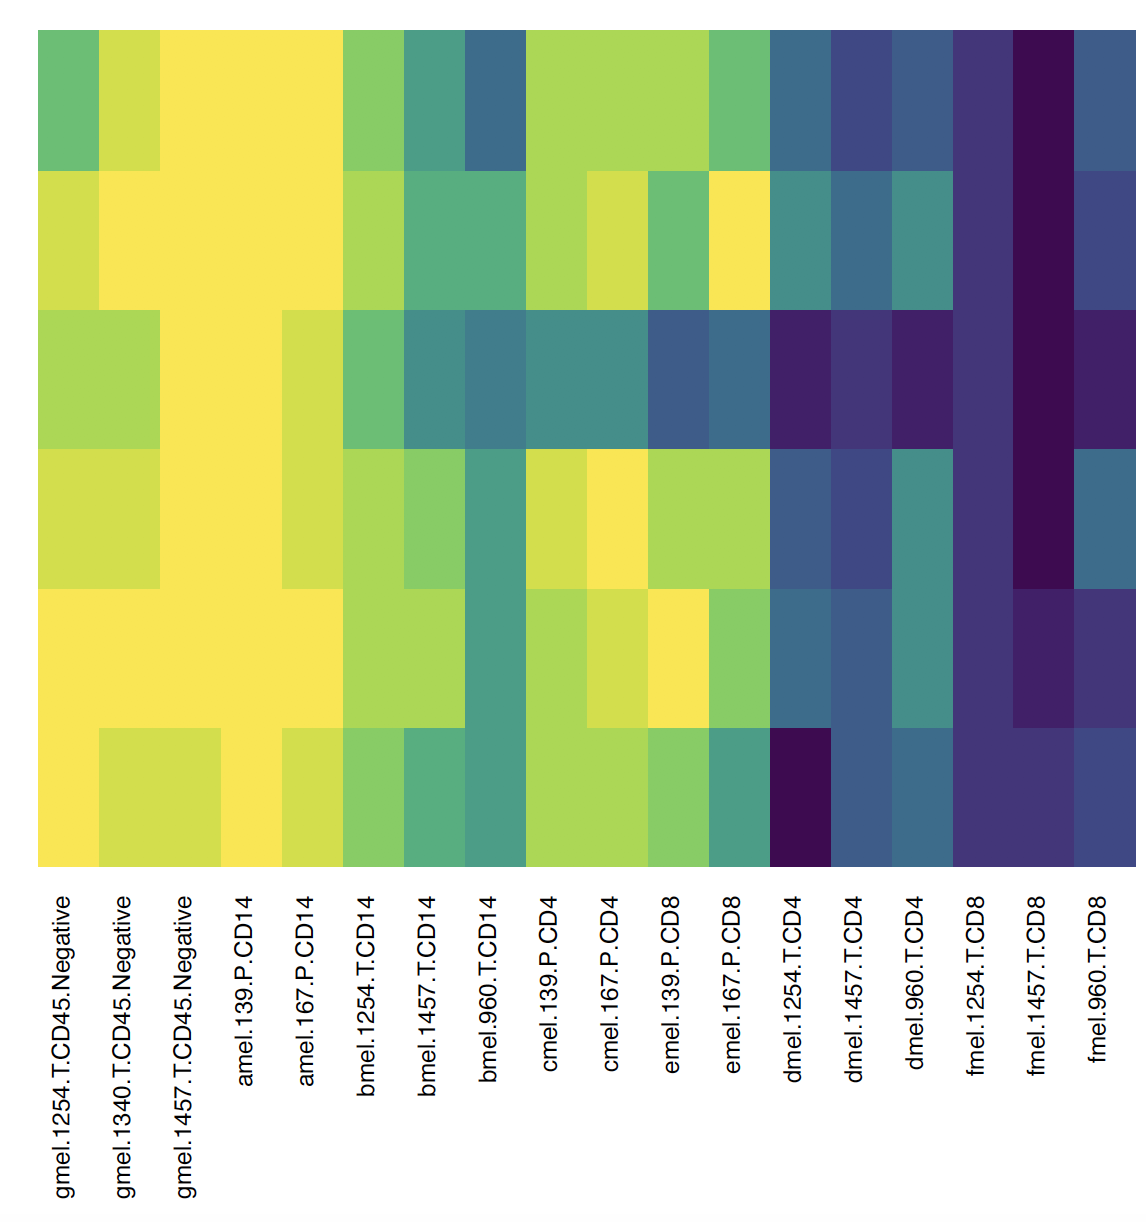 gmel.1254.T.CD45.Negative
gmel.1340.T.CD45.Negative
gmel.1457.T.CD45.Negative
amel.139.P.CD14
amel.167.P.CD14
bmel.1254.T.CD14
bmel.1457.T.CD14
bmel.960.T.CD14
cmel.139.P.CD4
cmel.167.P.CD4
emel.139.P.CD8
emel.167.P.CD8
dmel.1254.T.CD4
dmel.1457.T.CD4
dmel.960.T.CD4
fmel.1254.T.CD8
fmel.1457.T.CD8
fmel.960.T.CD8